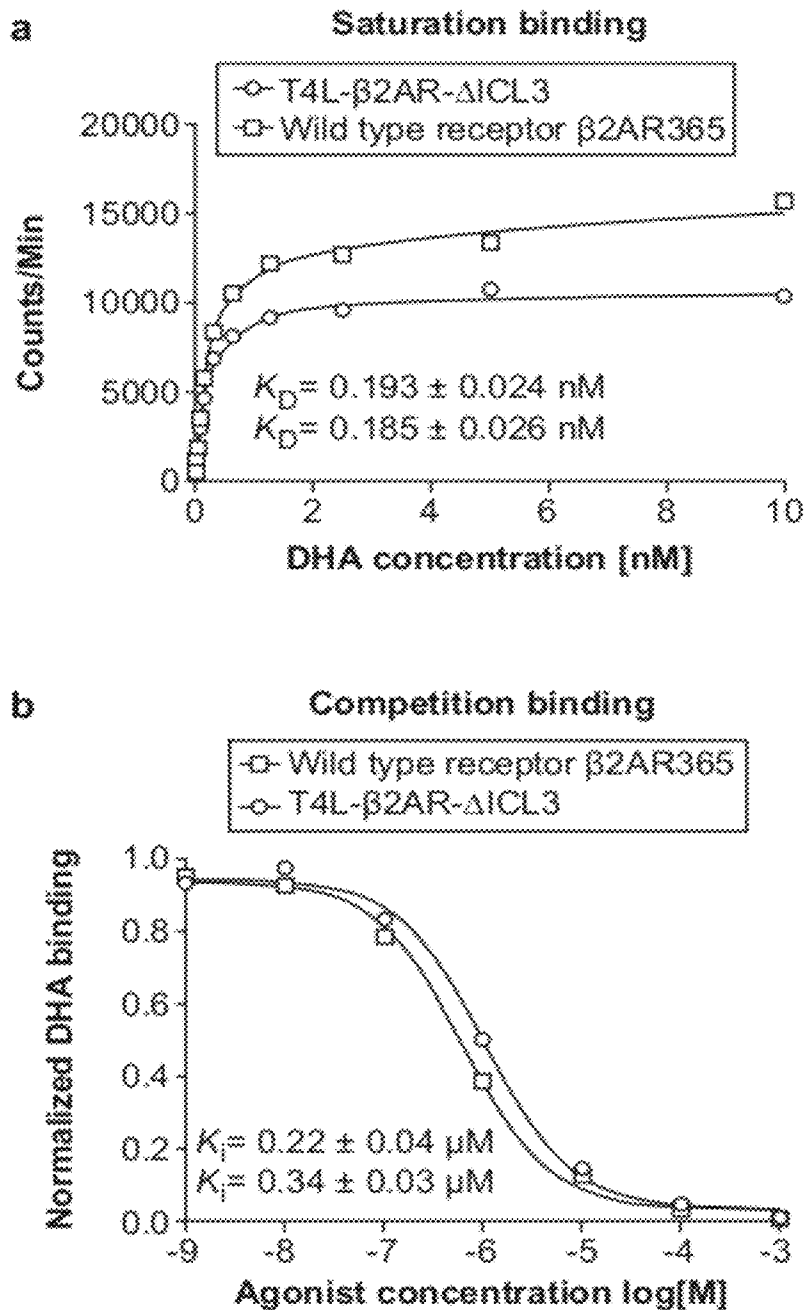 a
Saturation binding
T4L-β2AR-ΔICL3
Wild type receptor β2AR365
20000
15000
10000
5000
0
Counts/Min
K_D= 0.193 ± 0.024 nM
K_D= 0.185 ± 0.026 nM
0 2 4 6 8 10
DHA concentration [nM]
b
Competition binding
Wild type receptor β2AR365
T4L-β2AR-ΔICL3
1.0
0.8
0.6
0.4
0.2
0.0
Normalized DHA binding
K_i= 0.22 ± 0.04 μM
K_i= 0.34 ± 0.03 μM
-9 -8 -7 -6 -5 -4 -3
Agonist concentration log[M]